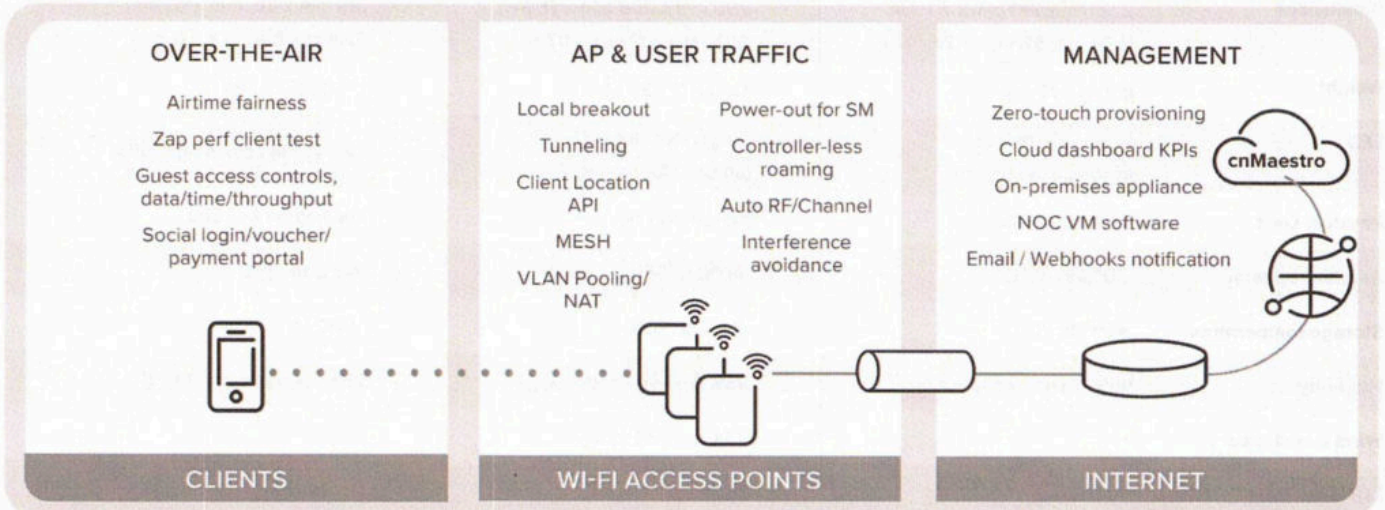 OVER-THE-AIR
Airtime fairness
Zap perf client test
Guest access controls,
data/time/throughput
Social login/voucher/
payment portal
CLIENTS
AP & USER TRAFFIC
Local breakout
Tunneling
Client Location
API
MESH
VLAN Pooling/
NAT
Power-out for SM
Controller-less
roaming
Auto RF/Channel
Interference
avoidance
WI-FI ACCESS POINTS
MANAGEMENT
Zero-touch provisioning
Cloud dashboard KPIs
On-premises appliance
NOC VM software
Email / Webhooks notification
cnMaestro
INTERNET